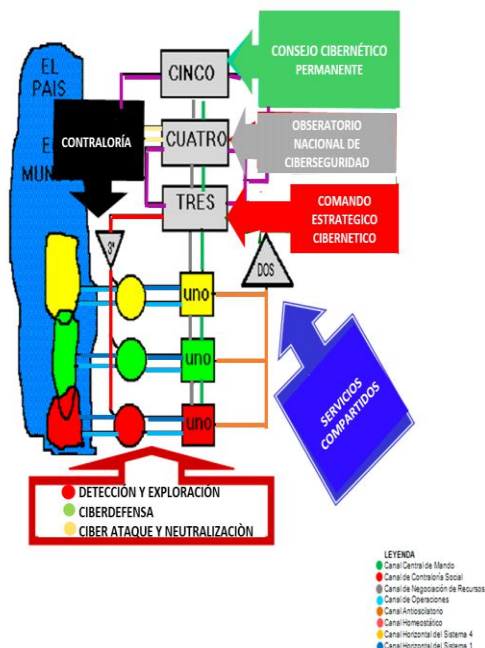 CONSEJO CIBERNÉTICO
PERMANENTE
EL
PAIS
CINCO
CONTRALORÍA
CUATRO
OBSERATORIO
NACIONAL DE
CIBERSEGURIDAD
E
MUN
TRES
COMANDO
ESTRATEGICO
CIBERNETICO
3*
DOS
uno
uno
uno
SERVICIOS
COMPARTIDOS
DETECCIÓN Y EXPLORACIÓN
CIBERDEFENSA
CIBER ATAQUE Y NEUTRALIZACIÒN
LEYENDA
Canal Central de Mando
Canal de Contraloría Social
Canal de Negociación de Recursos
Canal de Operaciones
Canal Antioscilatorio
Canal Homeostático
Canal Horizontal del Sistema 4
Canal Horizontal del Sistema 1